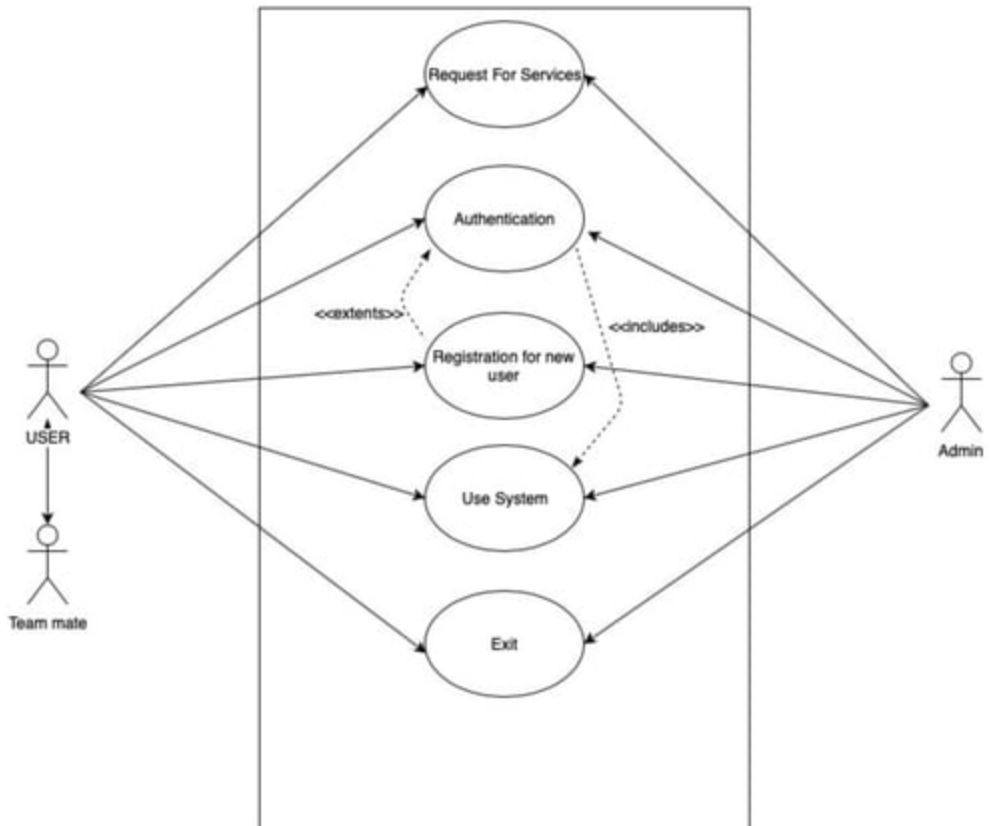 Request For Services
Authentication
<<extents>>
<<includes>>
Registration for new
user
USER
Admin
Use System
Team mate
Exit